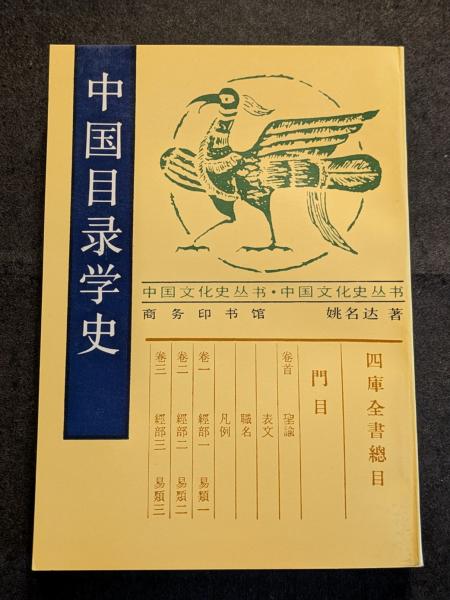 中国目录学史
中国文化史丛书·中国文化史丛书
商务印书馆 姚名达 著
四庫全書總目
門目
卷首 聖諭
表文
職名
凡例
卷一 經部一 易類一
卷二 經部二 易類二
卷三 經部三 易類三